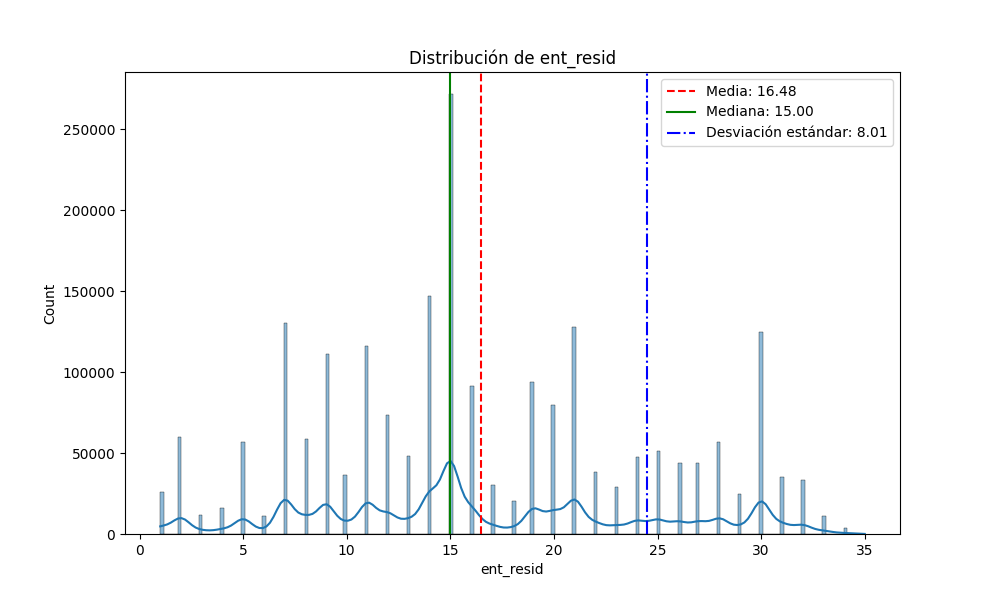 Distribución de ent_resid
Media: 16.48
Mediana: 15.00
Desviación estándar: 8.01
Count
250000
200000
150000
100000
50000
0
0 5 10 15 20 25 30 35
ent_resid